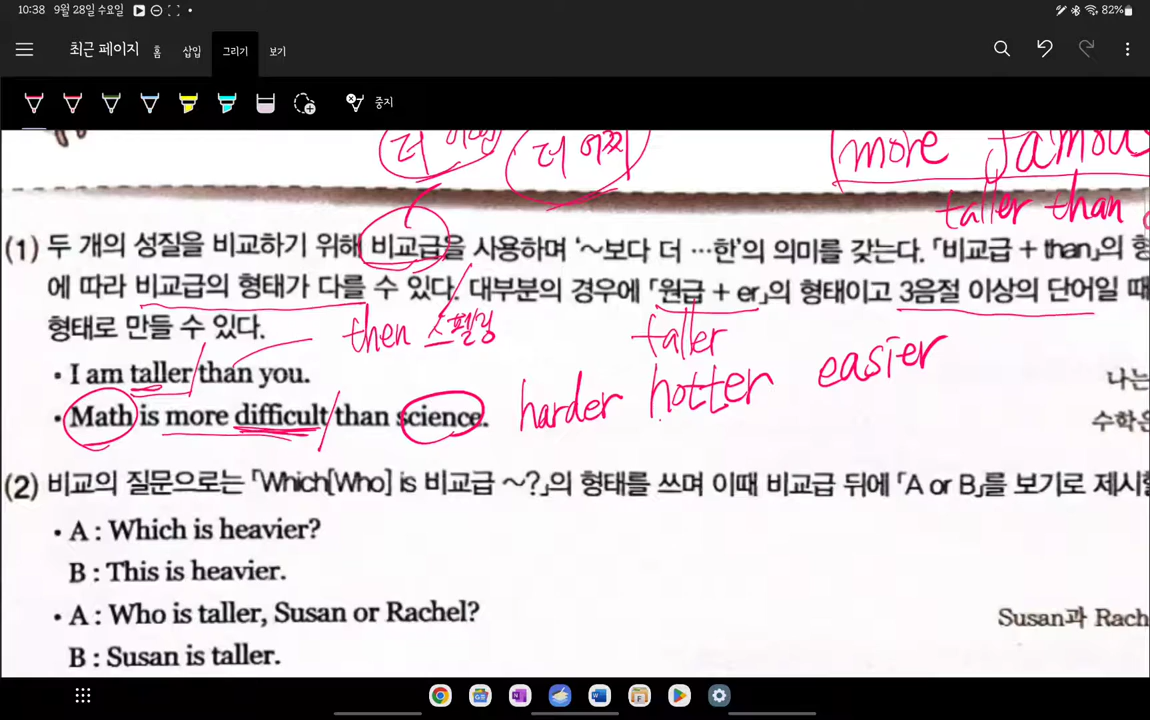 10:38 9월 28일 수요일
82%
최근 페이지 홈 삽입 그리기 보기
중지
더 어떤 더 어찌 more famous
taller than
(1) 두 개의 성질을 비교하기 위해 비교급을 사용하며 '~보다 더 …한'의 의미를 갖는다. 「비교급 + than」의 형
에 따라 비교급의 형태가 다를 수 있다. 대부분의 경우에 「원급 + er」의 형태이고 3음절 이상의 단어일 때
형태로 만들 수 있다. then 스펠링 taller
· I am taller than you. 나는
harder hotter easier
· Math is more difficult than science. 수학은
(2) 비교의 질문으로는 「Which[Who] is 비교급 ~?」의 형태를 쓰며 이때 비교급 뒤에 「A or B」를 보기로 제시할
· A : Which is heavier?
B : This is heavier.
· A : Who is taller, Susan or Rachel? Susan과 Rach
B : Susan is taller.